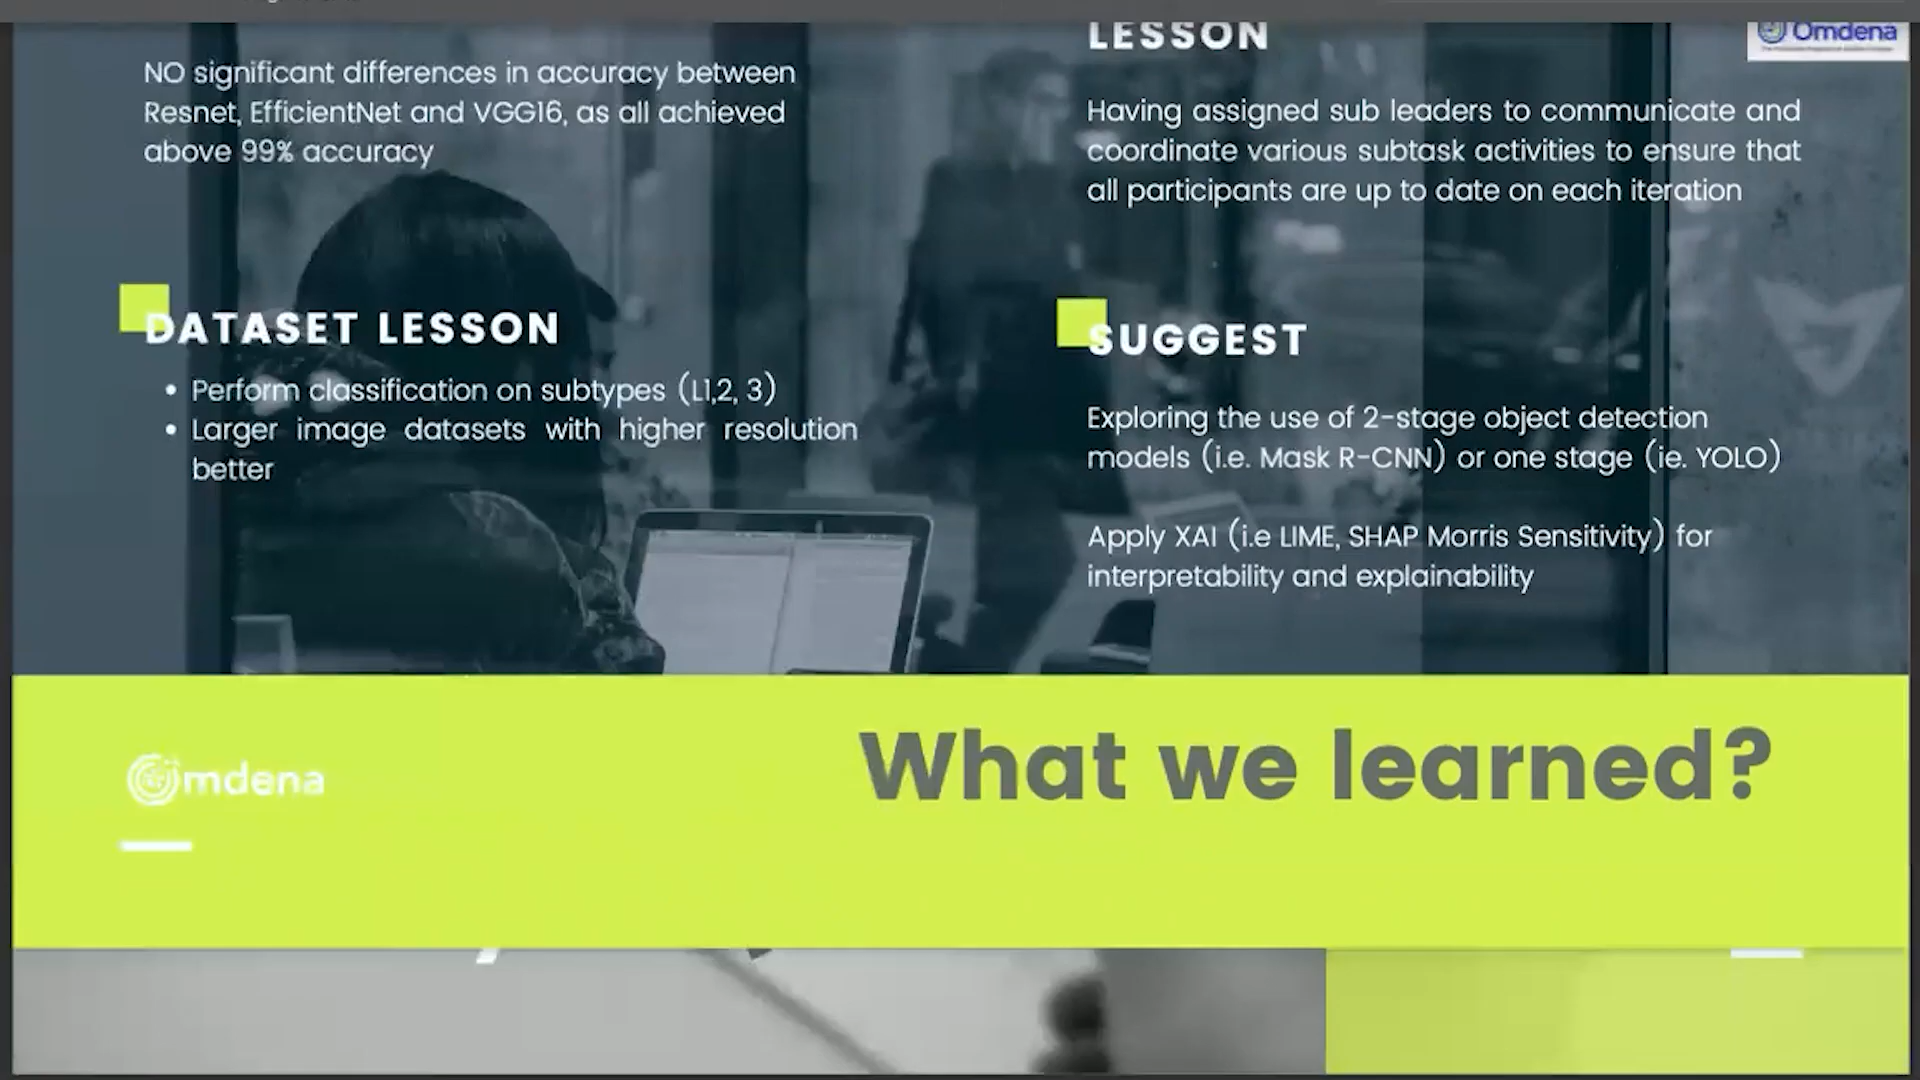 NO significant differences in accuracy between
Resnet, EfficientNet and VGG16, as all achieved
above 99% accuracy
DATASET LESSON
• Perform classification on subtypes (L1,2, 3)
• Larger image datasets with higher resolution
better
LESSON
Omdena
Having assigned sub leaders to communicate and
coordinate various subtask activities to ensure that
all participants are up to date on each iteration
SUGGEST
Exploring the use of 2-stage object detection
models (i.e. Mask R-CNN) or one stage (ie. YOLO)
Apply XAI (i.e LIME, SHAP Morris Sensitivity) for
interpretability and explainability
Omdena
What we learned?